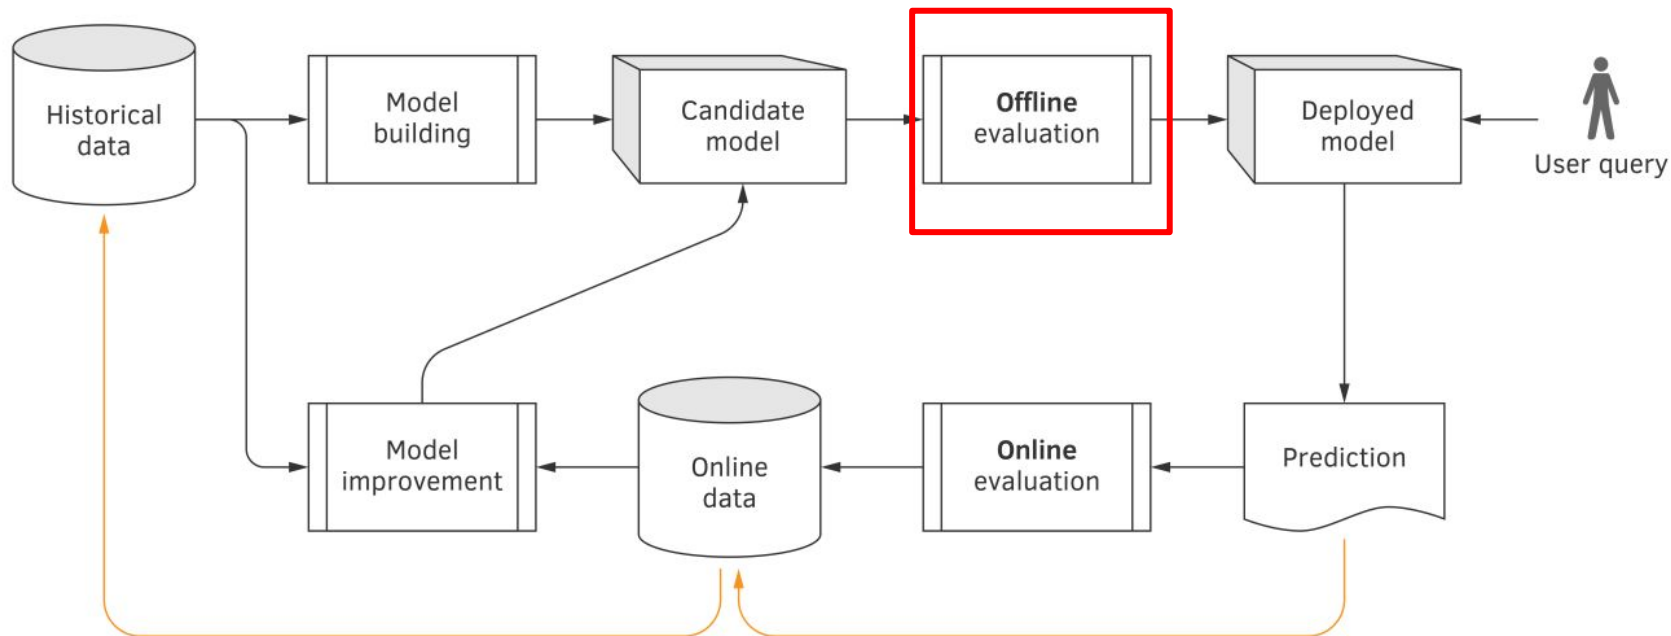 Historical
data
Model
building
Candidate
model
Offline
evaluation
Deployed
model
User query
Model
improvement
Online
data
Online
evaluation
Prediction